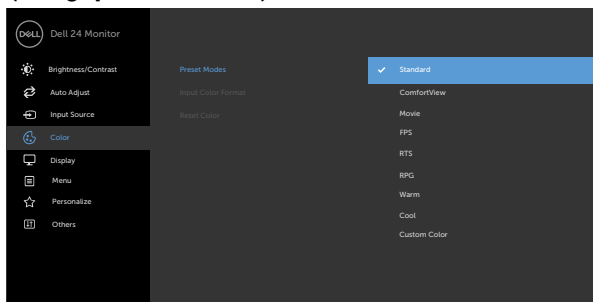 DELL Dell 24 Monitor
Brightness/Contrast
Auto Adjust
Input Source
Color
Display
Menu
Personalize
Others
Preset Modes
Input Color Format
Reset Color
Standard
ComfortView
Movie
FPS
RTS
RPG
Warm
Cool
Custom Color